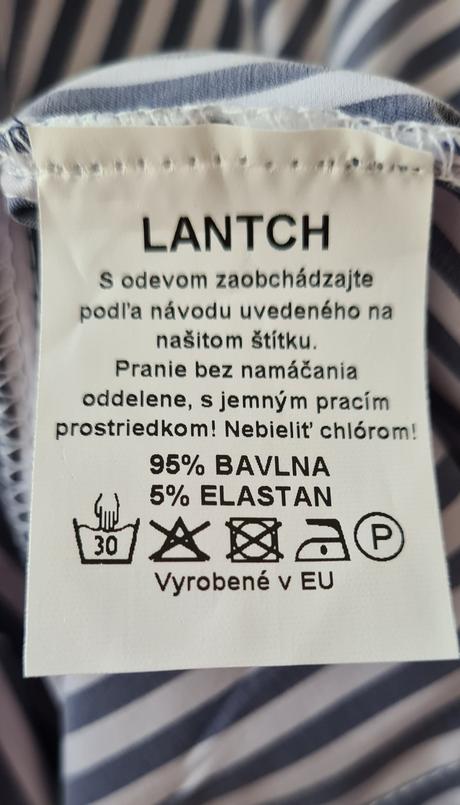 LANTCH
S odevom zaobchádzajte
podľa návodu uvedeného na
našitom štítku.
Pranie bez namáčania
oddelene, s jemným pracím
prostriedkom! Nebieliť chlórom!
95% BAVLNA
5% ELASTAN
30 P
Vyrobené v EU